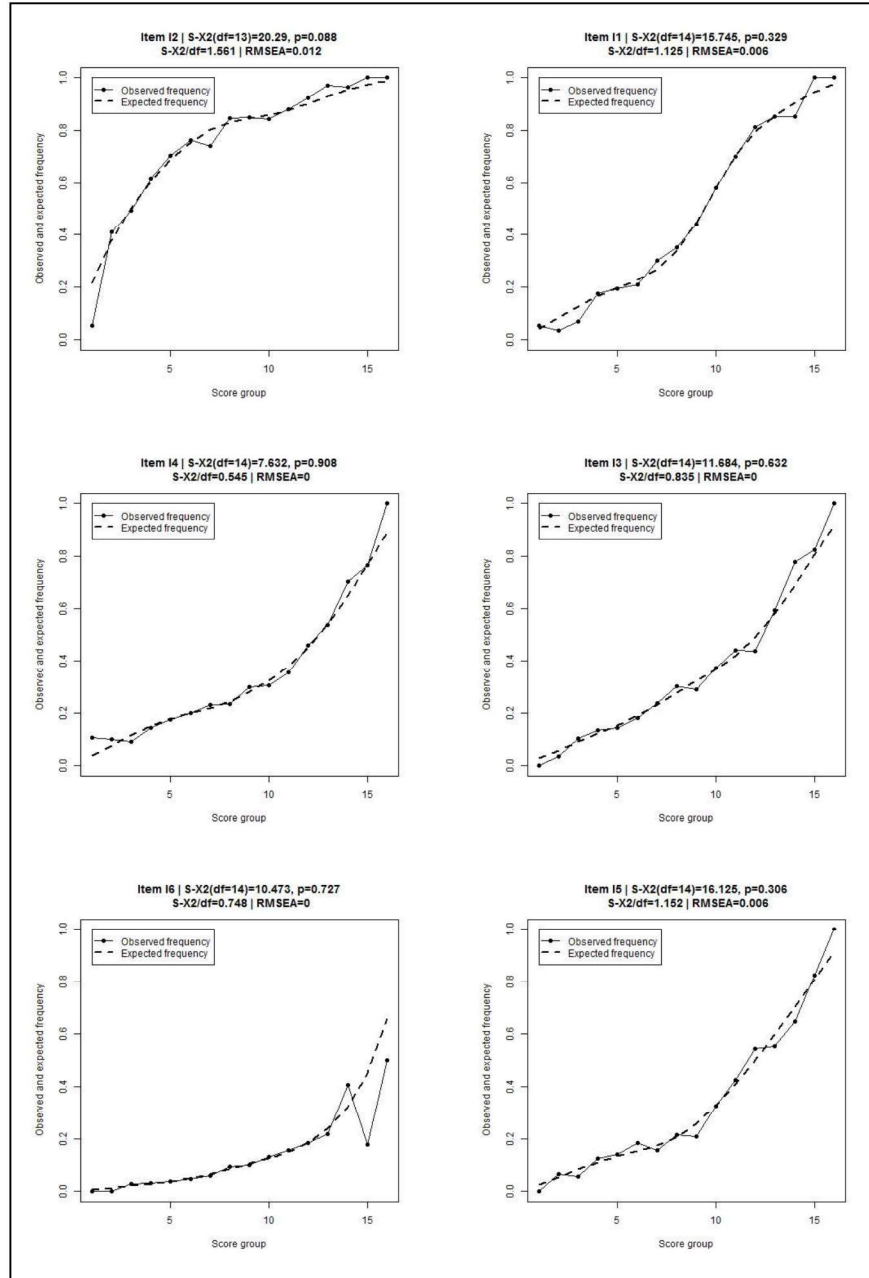 Item I2 | S-X2(df=13)=20.29, p=0.088
S-X2/df=1.561 | RMSEA=0.012
Observed frequency
Expected frequency
Observed and expected frequency
0.0 0.2 0.4 0.6 0.8 1.0
5 10 15
Score group
Item I1 | S-X2(df=14)=15.745, p=0.329
S-X2/df=1.125 | RMSEA=0.006
Observed frequency
Expected frequency
Observed and expected frequency
0.0 0.2 0.4 0.6 0.8 1.0
5 10 15
Score group
Item I4 | S-X2(df=14)=7.632, p=0.908
S-X2/df=0.545 | RMSEA=0
Observed frequency
Expected frequency
Observed and expected frequency
0.0 0.2 0.4 0.6 0.8 1.0
5 10 15
Score group
Item I3 | S-X2(df=14)=11.684, p=0.632
S-X2/df=0.835 | RMSEA=0
Observed frequency
Expected frequency
Observed and expected frequency
0.0 0.2 0.4 0.6 0.8 1.0
5 10 15
Score group
Item I6 | S-X2(df=14)=10.473, p=0.727
S-X2/df=0.748 | RMSEA=0
Observed frequency
Expected frequency
Observed and expected frequency
0.0 0.2 0.4 0.6 0.8 1.0
5 10 15
Score group
Item I5 | S-X2(df=14)=16.125, p=0.306
S-X2/df=1.152 | RMSEA=0.006
Observed frequency
Expected frequency
Observed and expected frequency
0.0 0.2 0.4 0.6 0.8 1.0
5 10 15
Score group